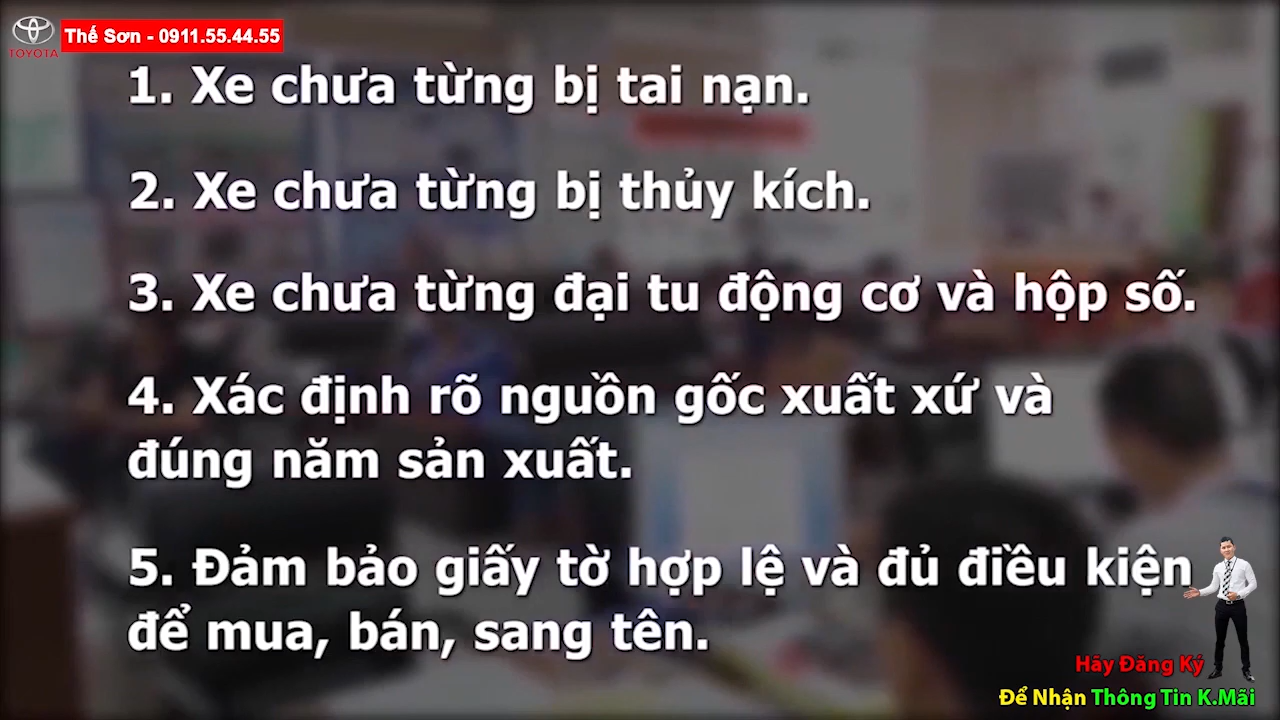 TOYOTA
Thế Sơn - 0911.55.44.55
1. Xe chưa từng bị tai nạn.
2. Xe chưa từng bị thủy kích.
3. Xe chưa từng đại tu động cơ và hộp số.
4. Xác định rõ nguồn gốc xuất xứ và
đúng năm sản xuất.
5. Đảm bảo giấy tờ hợp lệ và đủ điều kiện
để mua, bán, sang tên.
Hãy Đăng Ký
Để Nhận Thông Tin K.Mãi